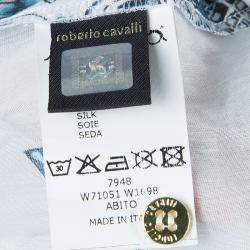 roberto cavalli
SILK
SOIE
SEDA
30
7948
W71051 W1698
ABITO
MADE IN IT